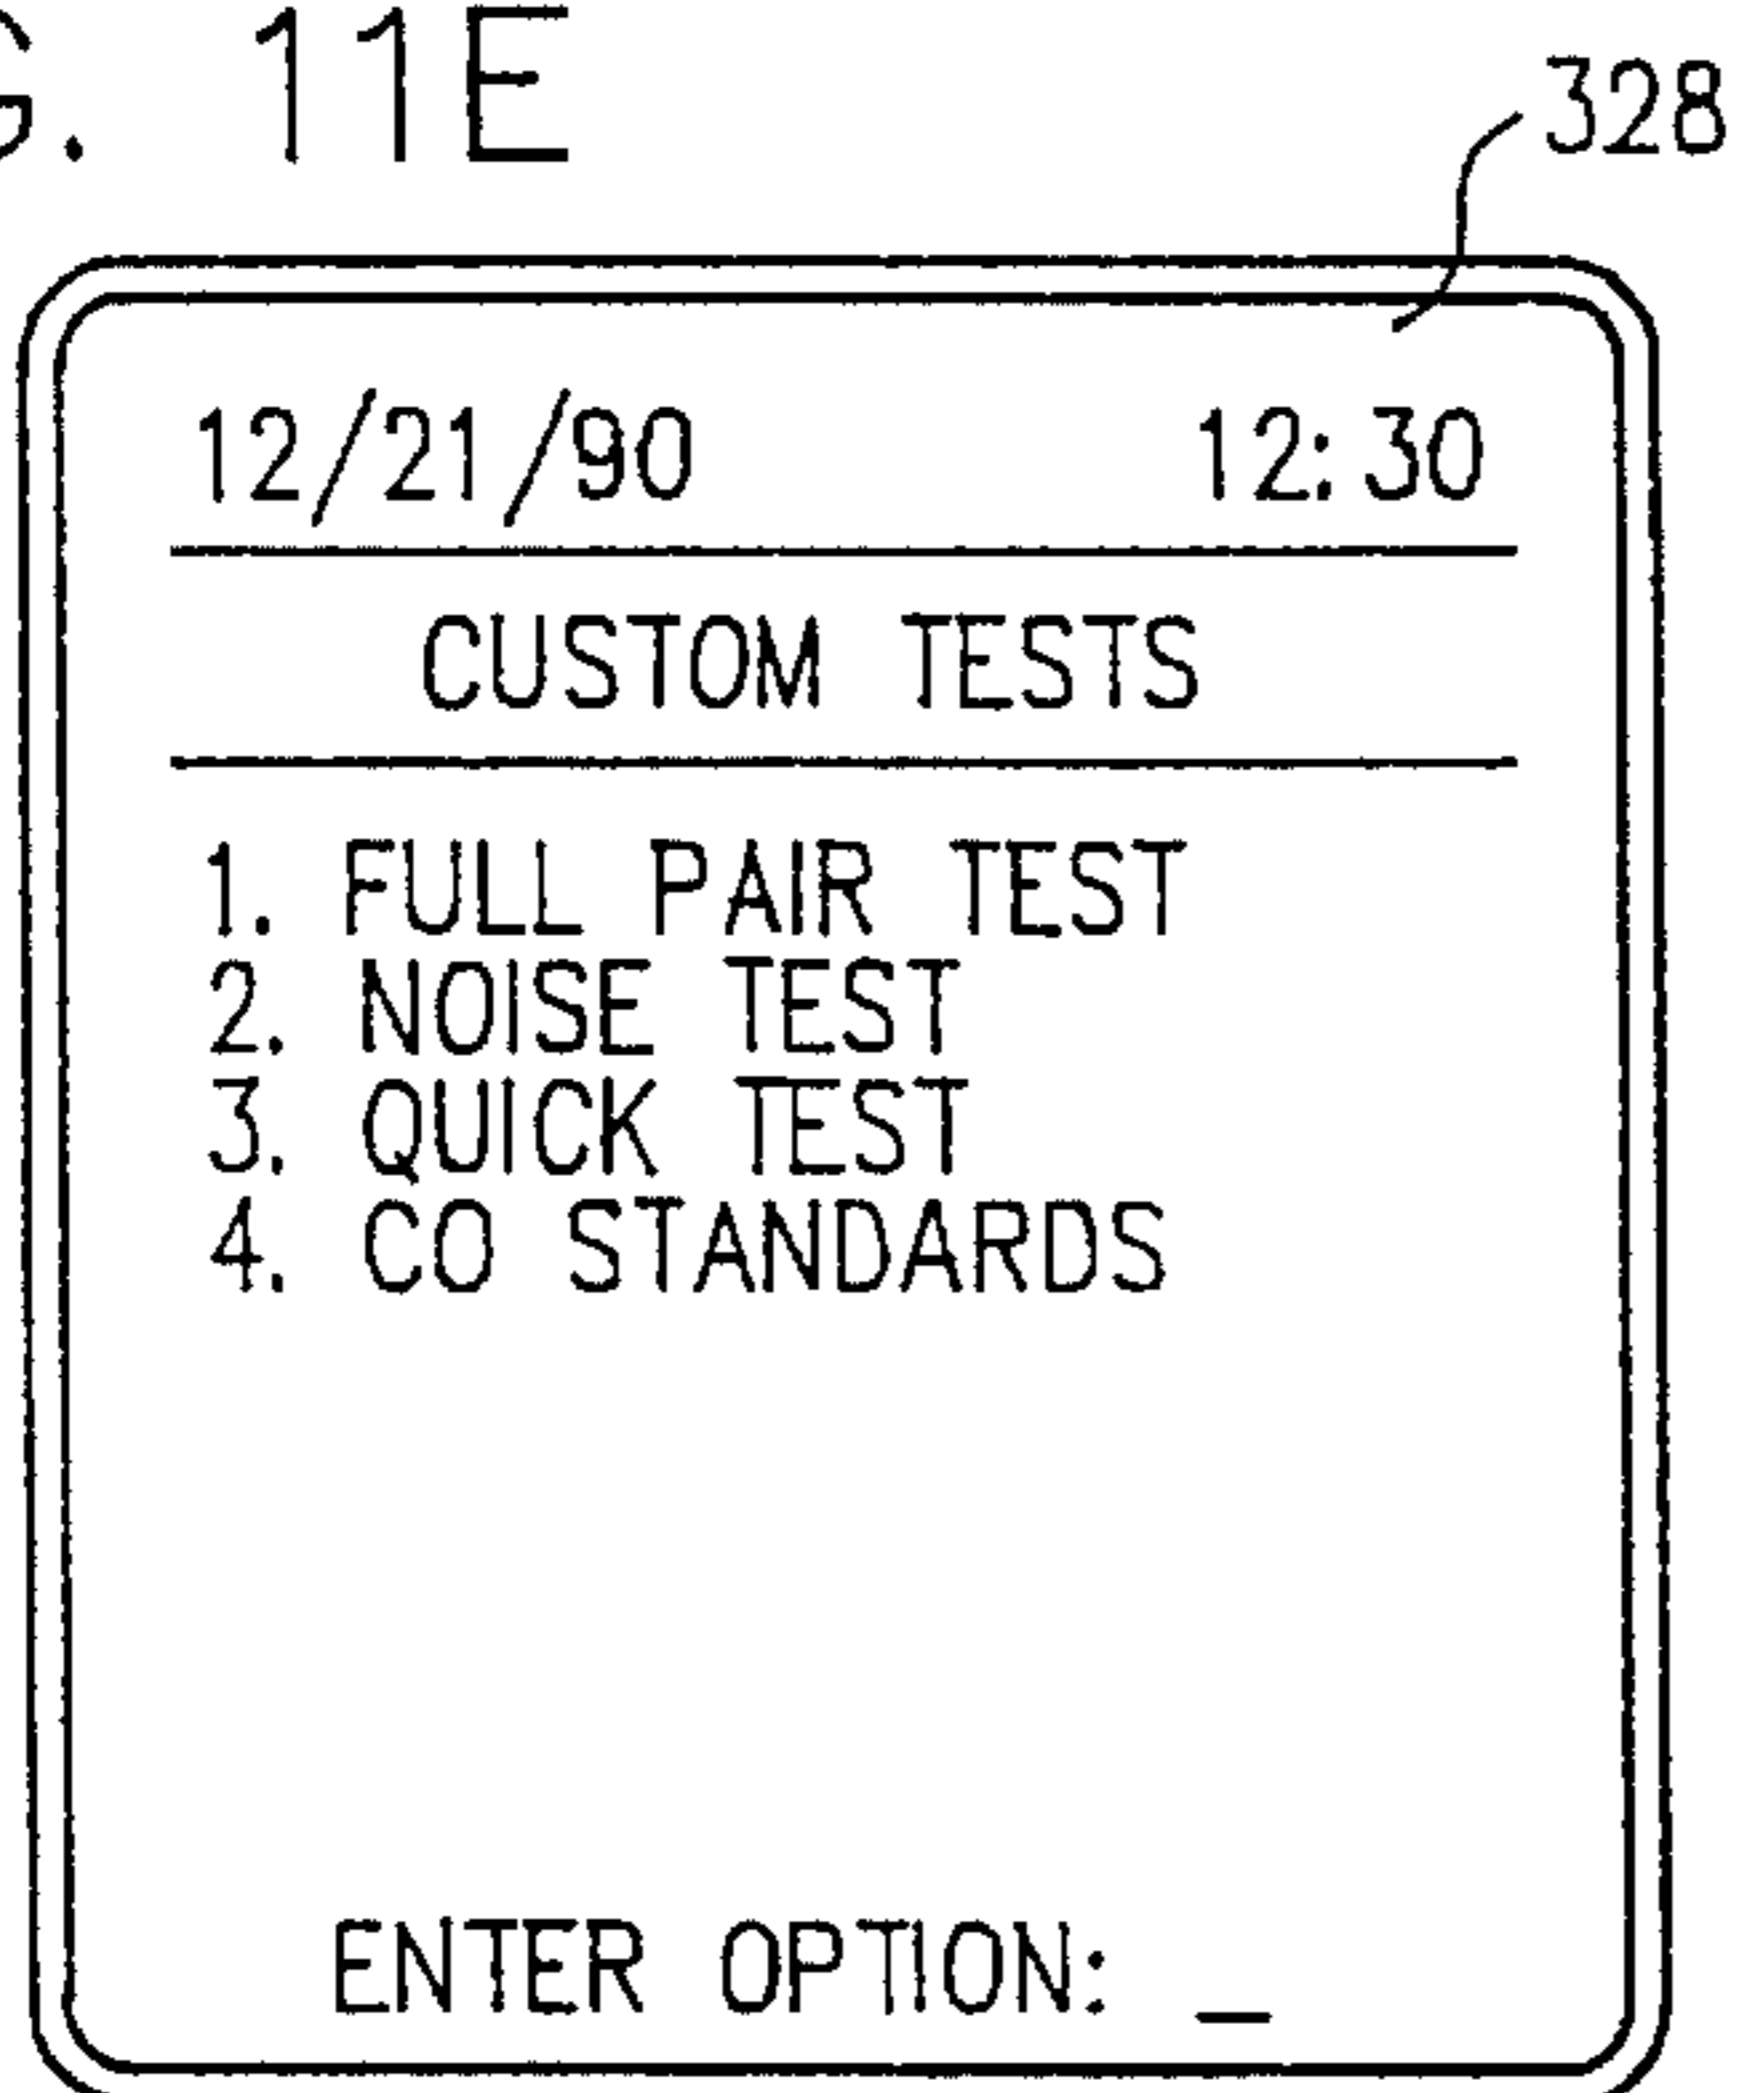 G. 11E
328
12/21/90 12:30
CUSTOM TESTS
1. FULL PAIR TEST
2. NOISE TEST
3. QUICK TEST
4. CO STANDARDS
ENTER OPTION: _